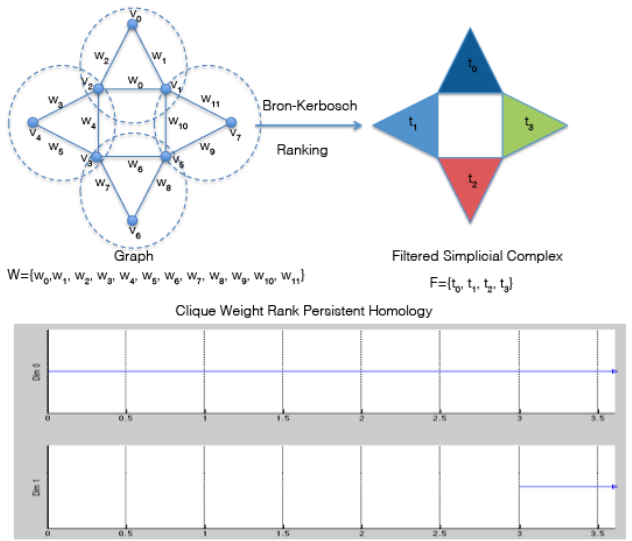 V₀
w₂ w₁
V₂ w₀ V₁
w₃ w₁₁
V₄ w₄ w₁₀ V₇
w₅ w₉
V₃ w₆ V₅
w₇ w₈
V₆
Bron-Kerbosch
Ranking
t₀
t₁ t₃
t₂
Graph
W={w₀,w₁, w₂, w₃, w₄, w₅, w₆, w₇, w₈, w₉, w₁₀, w₁₁}
Filtered Simplicial Complex
F={t₀, t₁, t₂, t₃}
Clique Weight Rank Persistent Homology
Dim 0
0 0.5 1 1.5 2 2.5 3 3.5
Dim 1
0 0.5 1 1.5 2 2.5 3 3.5